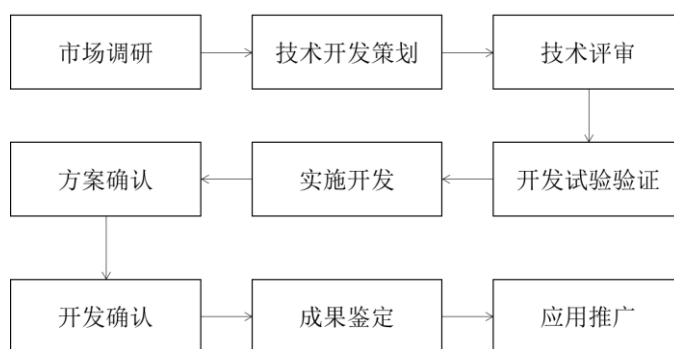 市场调研
技术开发策划
技术评审
开发试验验证
实施开发
方案确认
开发确认
成果鉴定
应用推广